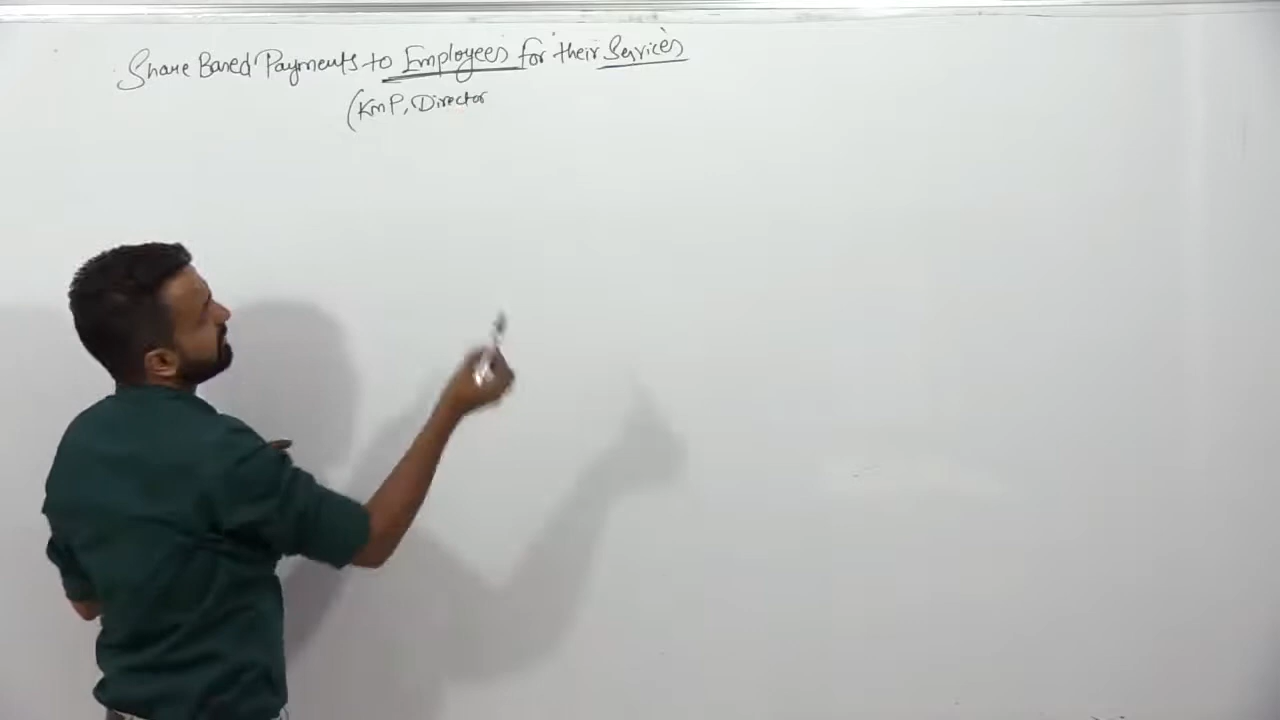 Share Based Payments to "Employees" for "their Services"
(KMP, Director